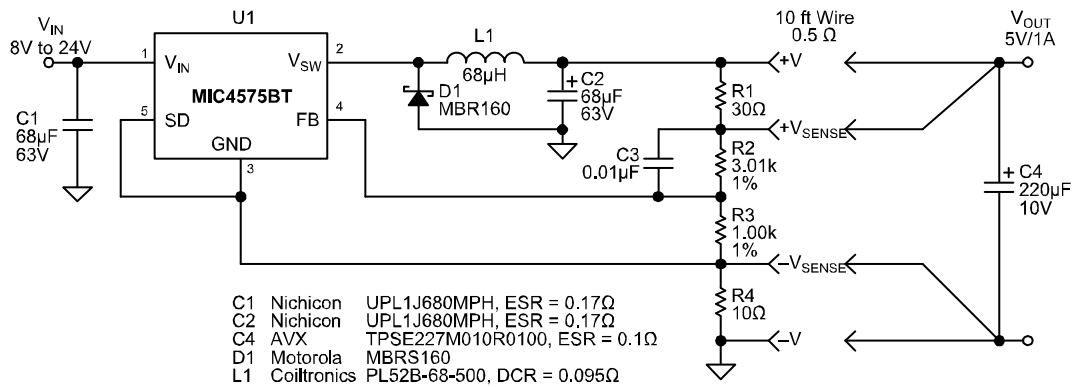 V_IN
8V to 24V
U1
1
V_IN
MIC4575BT
V_SW
2
5
SD
GND
FB
4
3
C1
68µF
63V
L1
68µH
D1
MBR160
C2
68µF
63V
+
C3
0.01µF
R1
30Ω
R2
3.01k
1%
R3
1.00k
1%
R4
10Ω
10 ft Wire
0.5 Ω
+V
+V_SENSE
–V_SENSE
–V
V_OUT
5V/1A
+
C4
220µF
10V
C1 Nichicon UPL1J680MPH, ESR = 0.17Ω
C2 Nichicon UPL1J680MPH, ESR = 0.17Ω
C4 AVX TPSE227M010R0100, ESR = 0.1Ω
D1 Motorola MBRS160
L1 Coiltronics PL52B-68-500, DCR = 0.095Ω